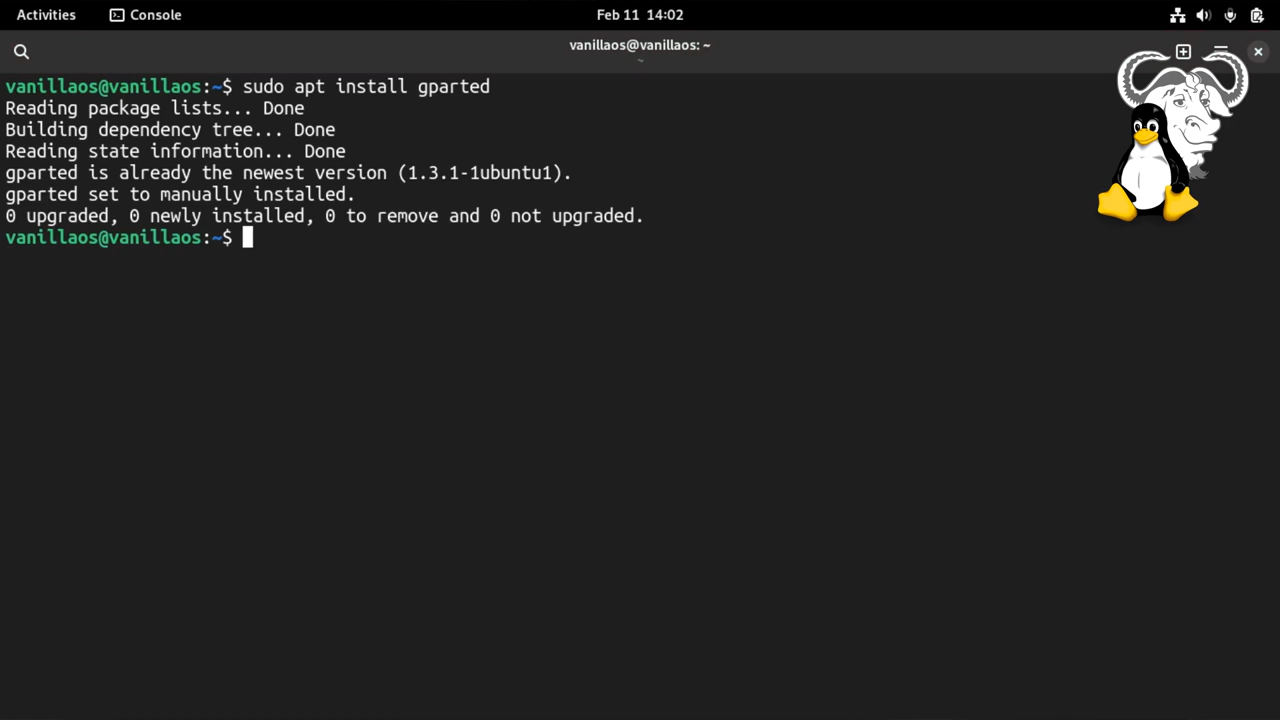 Activities Console Feb 11 14:02
vanillaos@vanillaos: ~
~
vanillaos@vanillaos:~$ sudo apt install gparted
Reading package lists... Done
Building dependency tree... Done
Reading state information... Done
gparted is already the newest version (1.3.1-1ubuntu1).
gparted set to manually installed.
0 upgraded, 0 newly installed, 0 to remove and 0 not upgraded.
vanillaos@vanillaos:~$